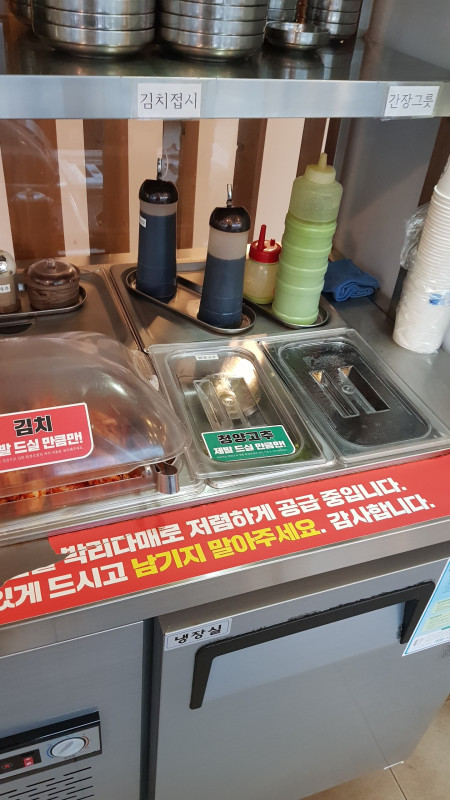 김치접시
간장그릇
김치
제발 드실 만큼만!
청양고추
제발 드실 만큼만!
박리다매로 저렴하게 공급 중입니다.
맛있게 드시고 남기지 말아주세요. 감사합니다.
냉장실